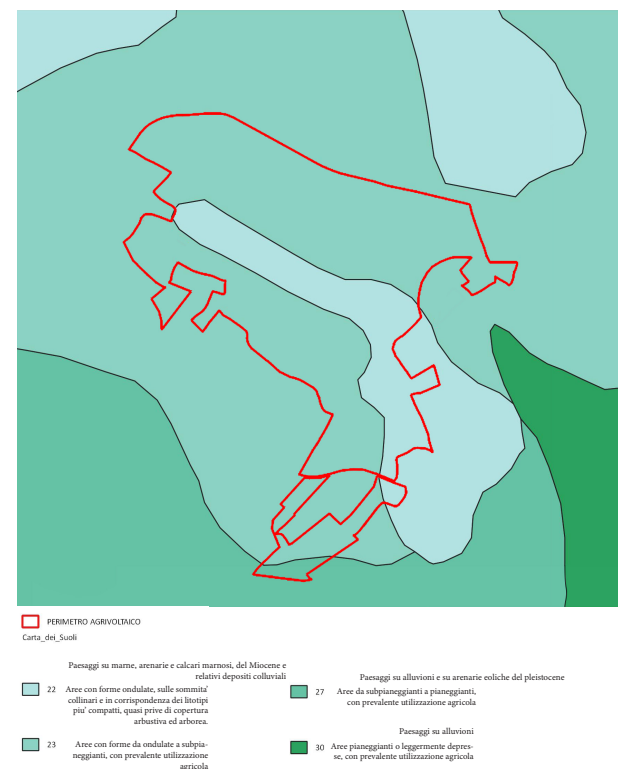 PERIMETRO AGRIVOLTAICO
Carta_dei_Suoli
Paesaggi su marne, arenarie e calcari marnosi, del Miocene e
relativi depositi colluviali
22 Aree con forme ondulate, sulle sommita'
collinari e in corrispondenza dei litotipi
piu' compatti, quasi prive di copertura
arbustiva ed arborea.
23 Aree con forme da ondulate a subpia-
neggianti, con prevalente utilizzazione
agricola
Paesaggi su alluvioni e su arenarie eoliche del pleistocene
27 Aree da subpianeggianti a pianeggianti,
con prevalente utilizzazione agricola
Paesaggi su alluvioni
30 Aree pianeggianti o leggermente depres-
se, con prevalente utilizzazione agricola